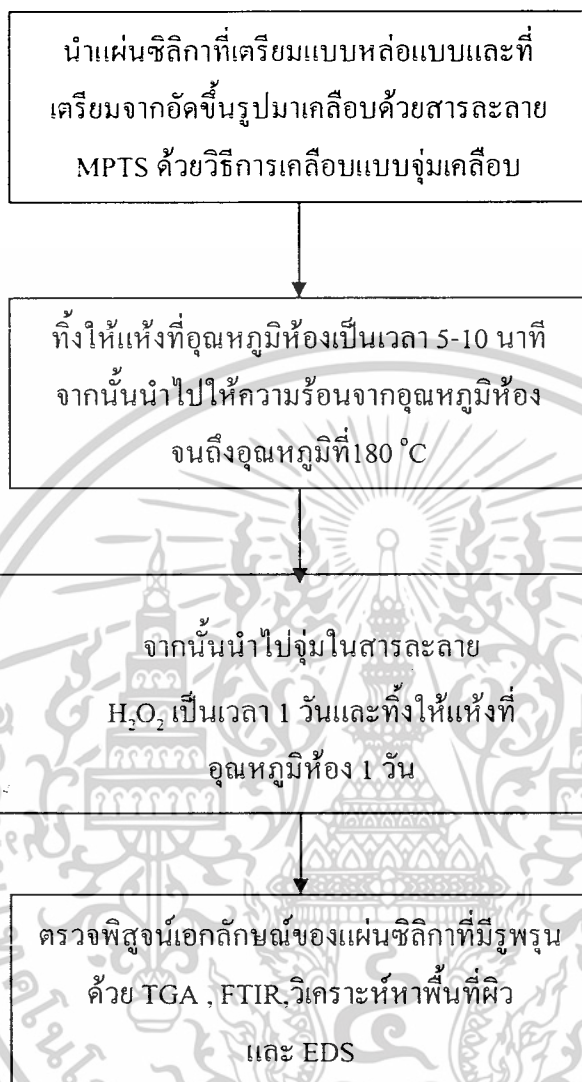 นำแผ่นซิลิกาที่เตรียมแบบหล่อแบบและที่
เตรียมจากอัดขึ้นรูปมาเคลือบด้วยสารละลาย
MPTS ด้วยวิธีการเคลือบแบบจุ่มเคลือบ
ทิ้งให้แห้งที่อุณหภูมิห้องเป็นเวลา 5-10 นาที
จากนั้นนำไปให้ความร้อนจากอุณหภูมิห้อง
จนถึงอุณหภูมิที่180 °C
จากนั้นนำไปจุ่มในสารละลาย
H₂O₂ เป็นเวลา 1 วันและทิ้งให้แห้งที่
อุณหภูมิห้อง 1 วัน
ตรวจพิสูจน์เอกลักษณ์ของแผ่นซิลิกาที่มีรูพรุน
ด้วย TGA , FTIR,วิเคราะห์หาพื้นที่ผิว
และ EDS